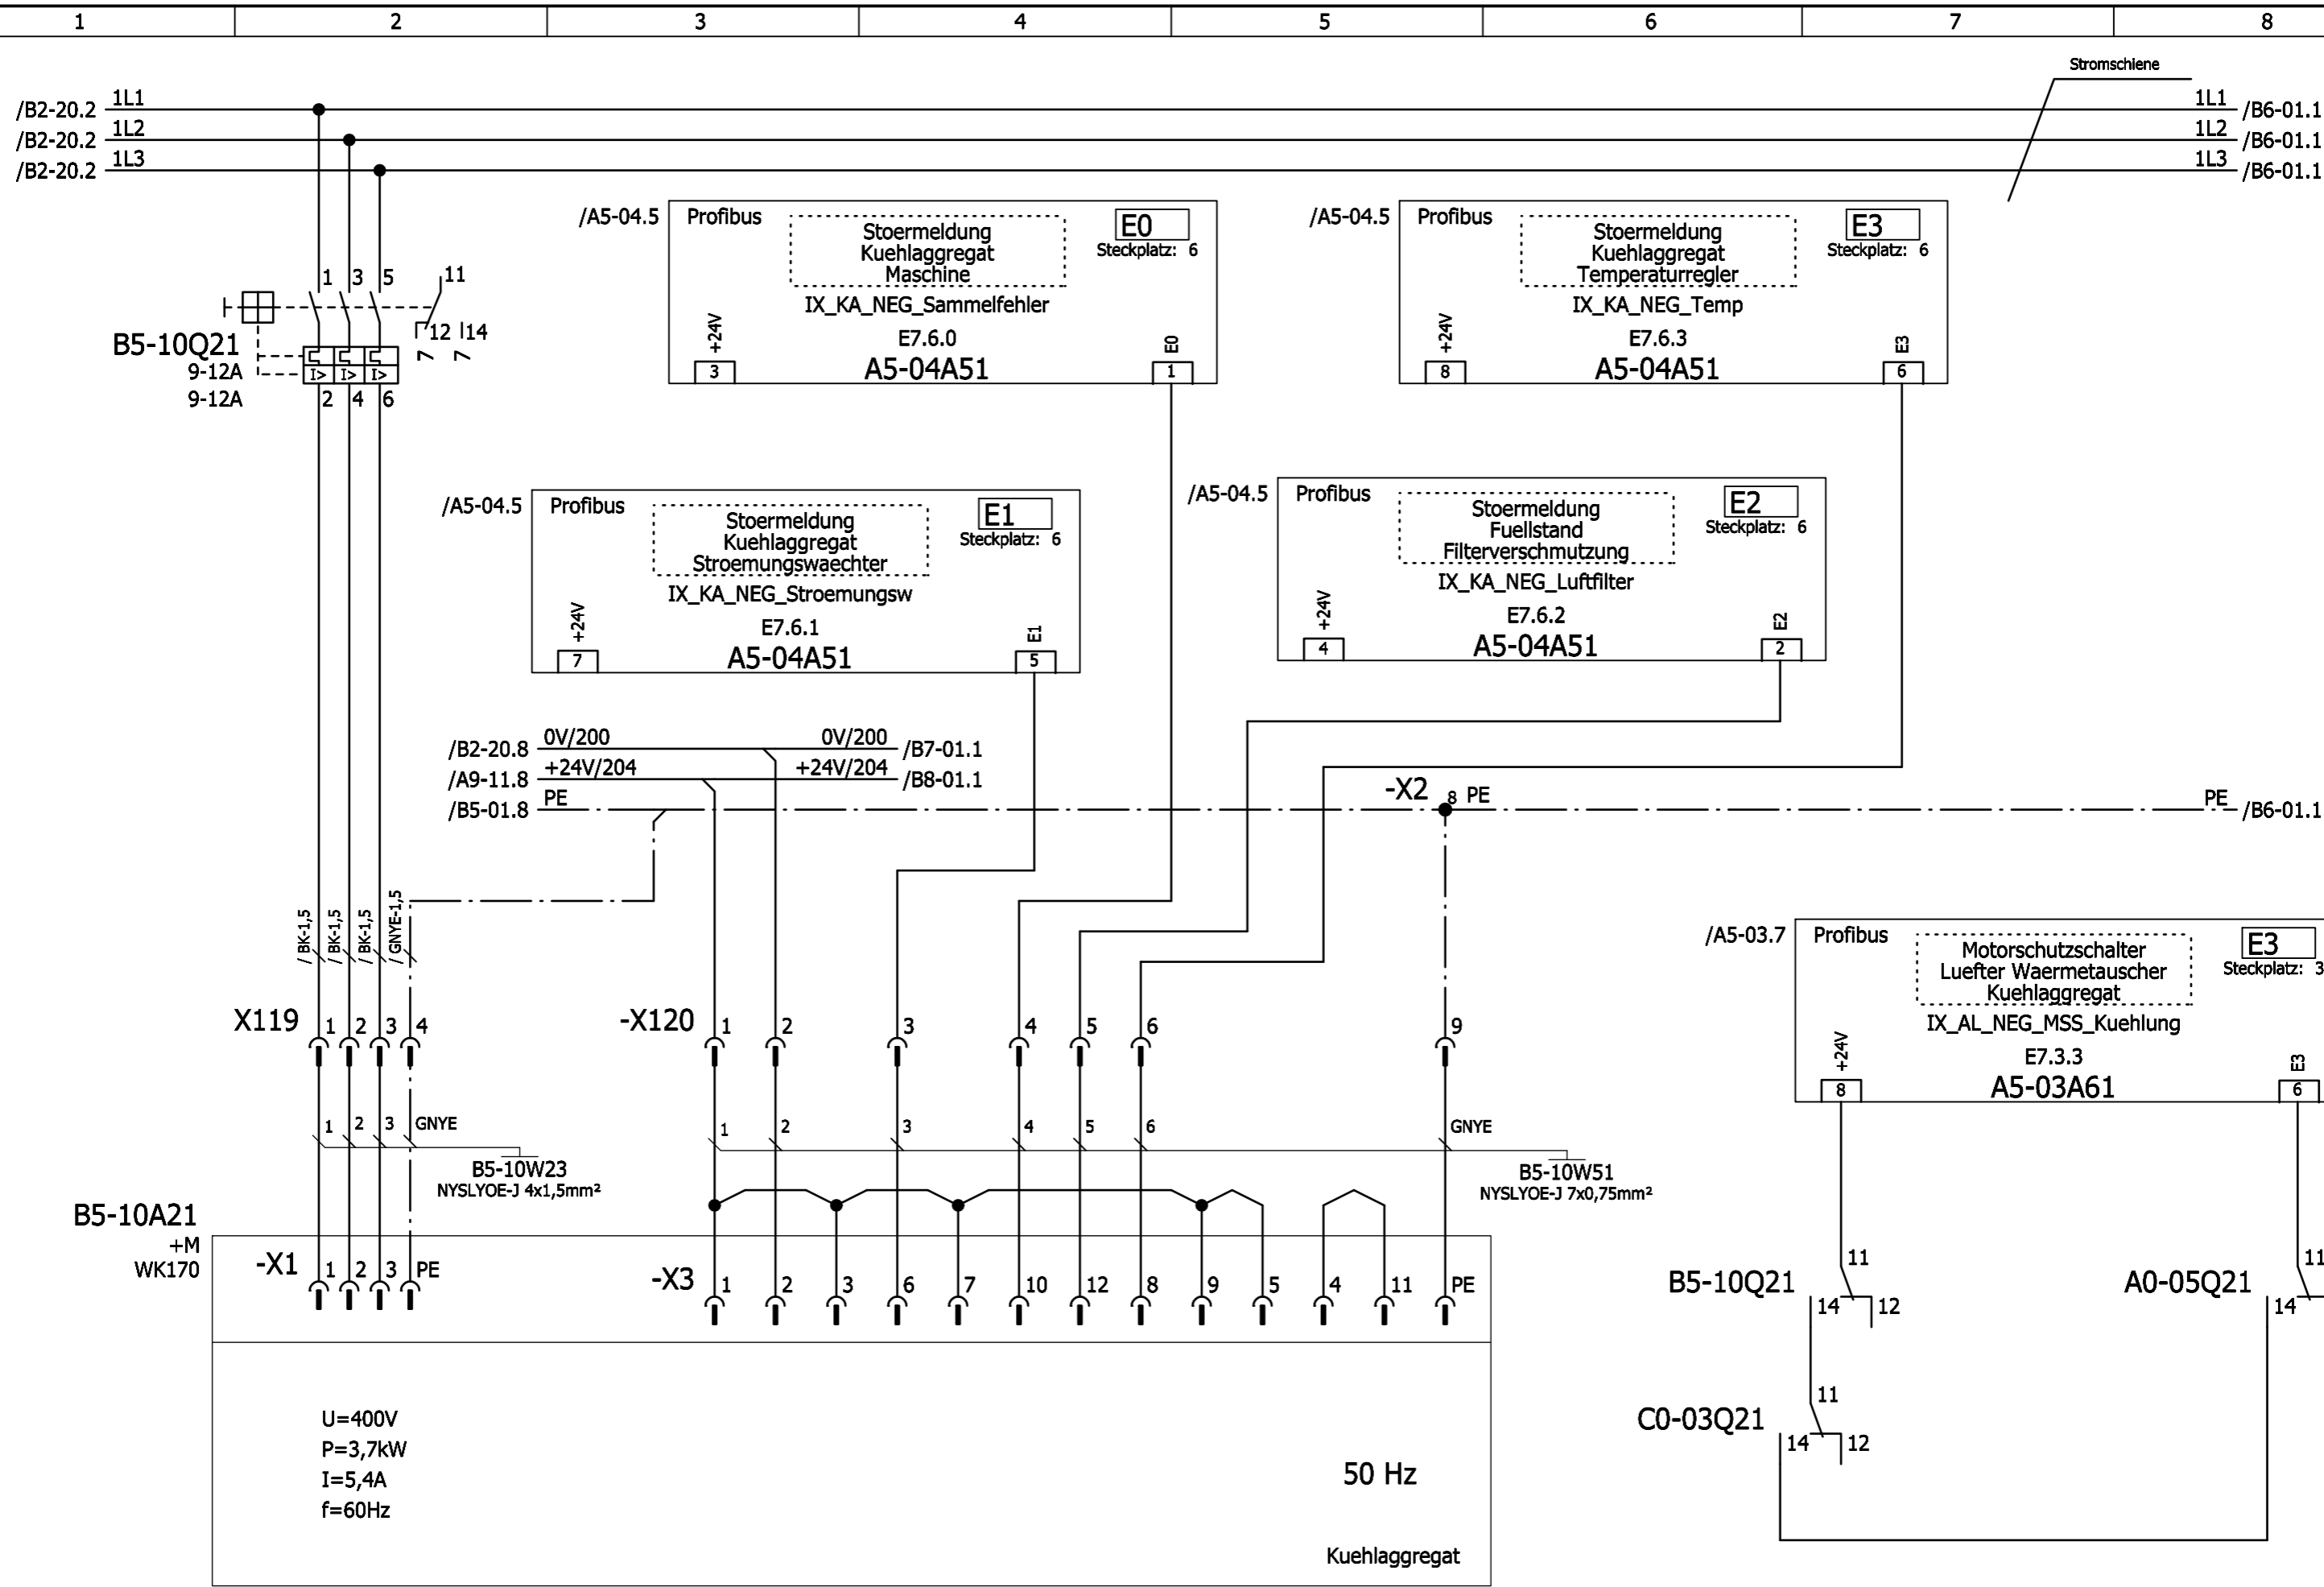 1 2 3 4 5 6 7 8
Stromschiene
/B2-20.2 1L1 1L1 /B6-01.1
/B2-20.2 1L2 1L2 /B6-01.1
/B2-20.2 1L3 1L3 /B6-01.1
/A5-04.5 Profibus
Stoermeldung
Kuehlaggregat
Maschine
E0
Steckplatz: 6
IX_KA_NEG_Sammelfehler
E7.6.0
A5-04A51
+24V
3
E0
1
/A5-04.5 Profibus
Stoermeldung
Kuehlaggregat
Temperaturregler
E3
Steckplatz: 6
IX_KA_NEG_Temp
E7.6.3
A5-04A51
+24V
8
E3
6
1 3 5 11
12 14
7 7
B5-10Q21
9-12A
9-12A
I> I> I>
2 4 6
/A5-04.5 Profibus
Stoermeldung
Kuehlaggregat
Stroemungswaechter
E1
Steckplatz: 6
IX_KA_NEG_Stroemungsw
E7.6.1
A5-04A51
+24V
7
E1
5
/A5-04.5 Profibus
Stoermeldung
Fuellstand
Filterverschmutzung
E2
Steckplatz: 6
IX_KA_NEG_Luftfilter
E7.6.2
A5-04A51
+24V
4
E2
2
/B2-20.8 0V/200 0V/200 /B7-01.1
/A9-11.8 +24V/204 +24V/204 /B8-01.1
/B5-01.8 PE -X2 8 PE PE /B6-01.1
/ BK-1,5 / BK-1,5 / BK-1,5 / GNYE-1,5
X119 1 2 3 4
-X120 1 2 3 4 5 6 9
/A5-03.7 Profibus
Motorschutzschalter
Luefter Waermetauscher
Kuehlaggregat
E3
Steckplatz: 3
IX_AL_NEG_MSS_Kuehlung
E7.3.3
A5-03A61
+24V
8
E3
6
1 2 3 GNYE
B5-10W23
NYSLYOE-J 4x1,5mm²
1 2 3 4 5 6 GNYE
B5-10W51
NYSLYOE-J 7x0,75mm²
B5-10A21
+M
WK170
-X1 1 2 3 PE
-X3 1 2 3 6 7 10 12 8 9 5 4 11 PE
B5-10Q21 11 14 12
A0-05Q21 11 14
C0-03Q21 11 14 12
U=400V
P=3,7kW
I=5,4A
f=60Hz
50 Hz
Kuehlaggregat